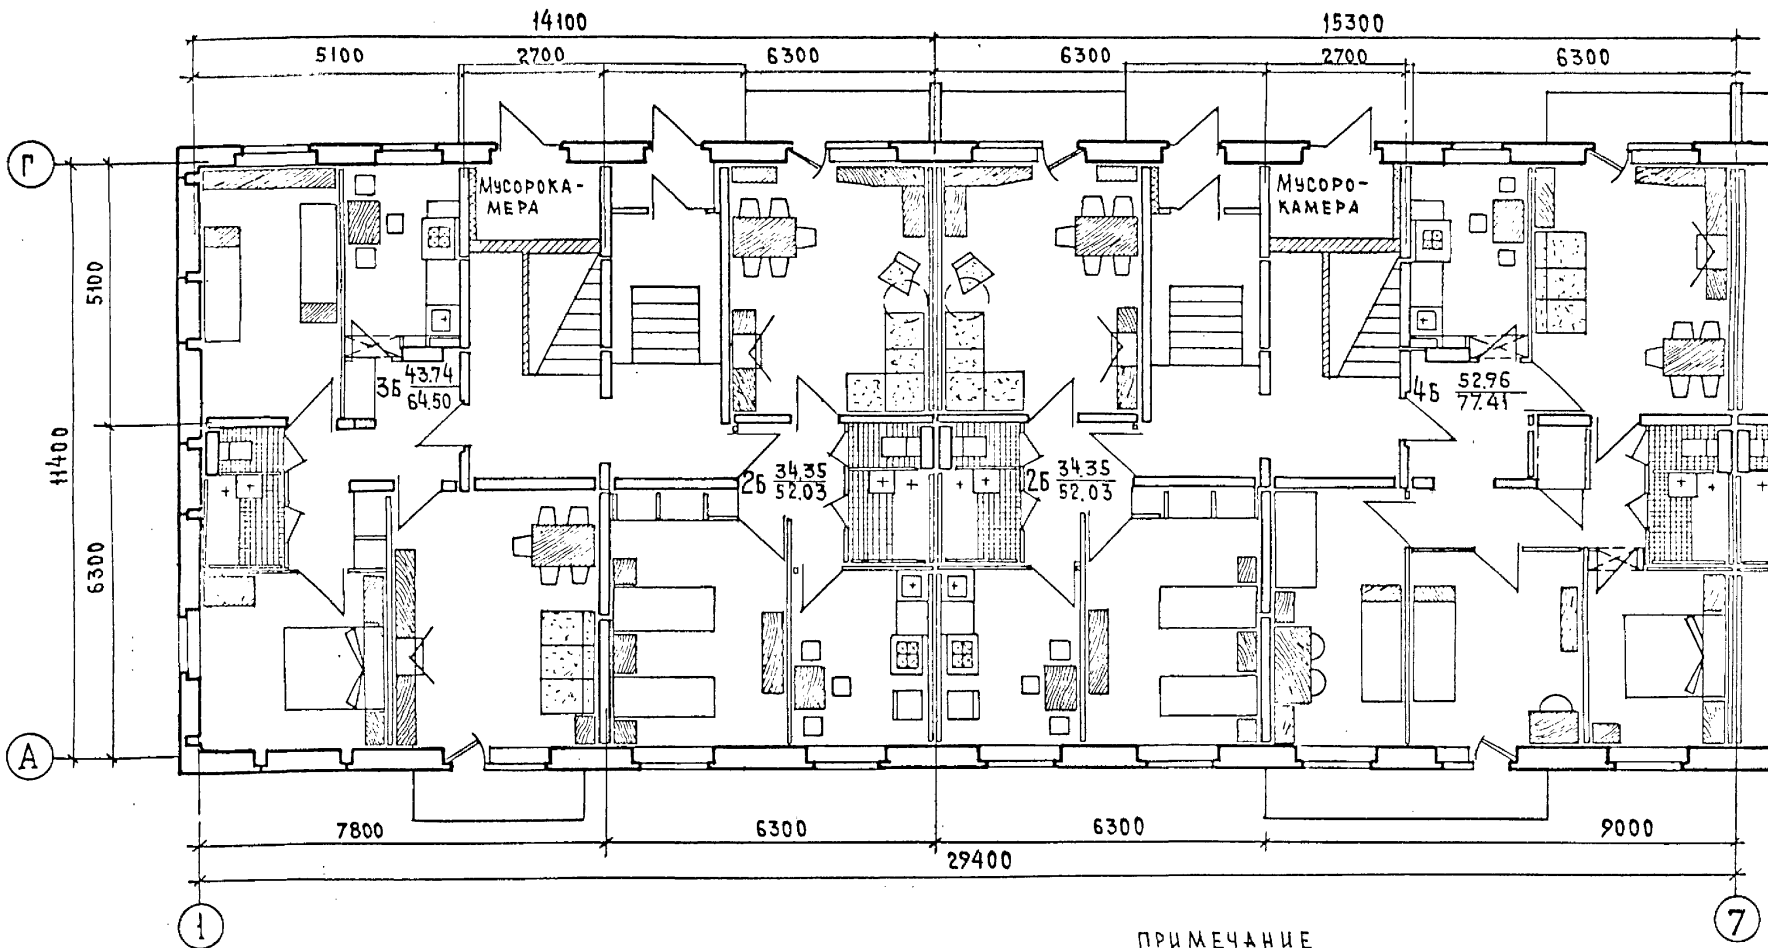 14100 15300
5100 2700 6300 6300 2700 6300
Г
МУСОРОКА-
МЕРА
МУСОРО-
КАМЕРА
5100
3Б 43.74
64.50
4Б 52.96
77.41
11400
2Б 34.35
52.03
2Б 34.35
52.03
6300
А
7800 6300 6300 9000
29400
1 7
ПРИМЕЧАНИЕ